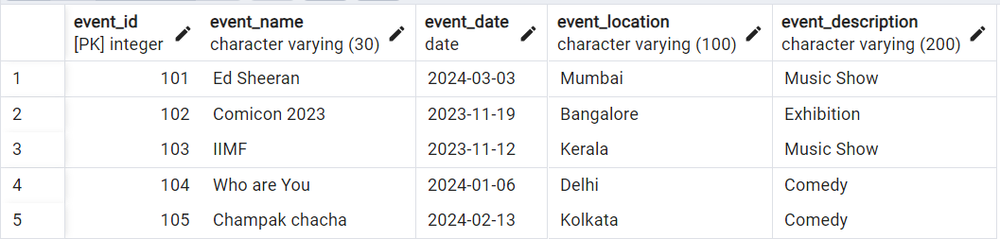 event_id event_name event_date event_location event_description
[PK] integer character varying (30) date character varying (100) character varying (200)
1 101 Ed Sheeran 2024-03-03 Mumbai Music Show
2 102 Comicon 2023 2023-11-19 Bangalore Exhibition
3 103 IIMF 2023-11-12 Kerala Music Show
4 104 Who are You 2024-01-06 Delhi Comedy
5 105 Champak chacha 2024-02-13 Kolkata Comedy